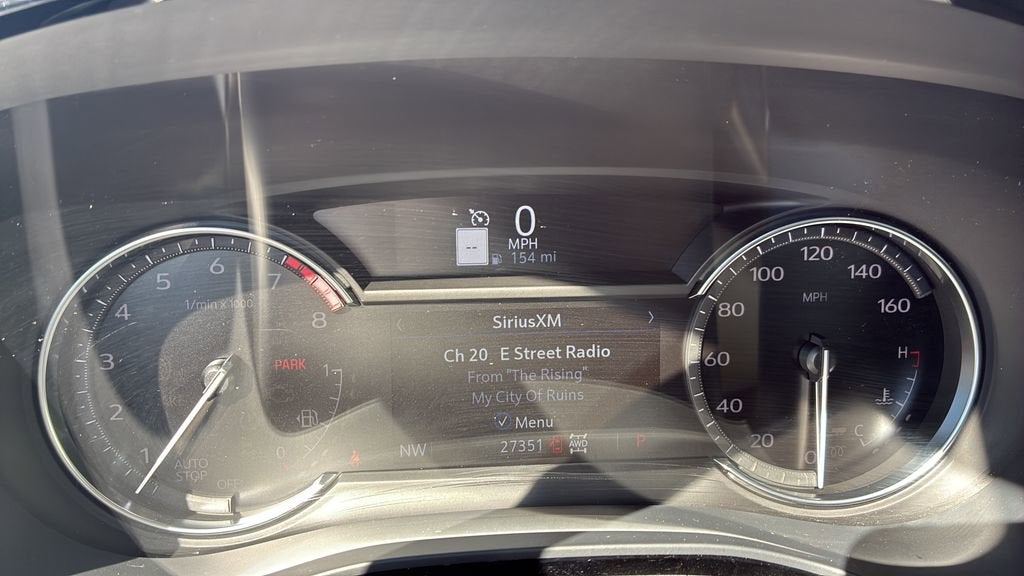 0
MPH
--
154 mi
6
5
7
1/min x 1000
4
8
3
PARK
1
2
1
AUTO
STOP
OFF
0
SiriusXM
Ch 20 E Street Radio
From "The Rising"
My City Of Ruins
Menu
NW
27351
AWD
P
120
100
140
MPH
80
160
60
H
40
C
20
0